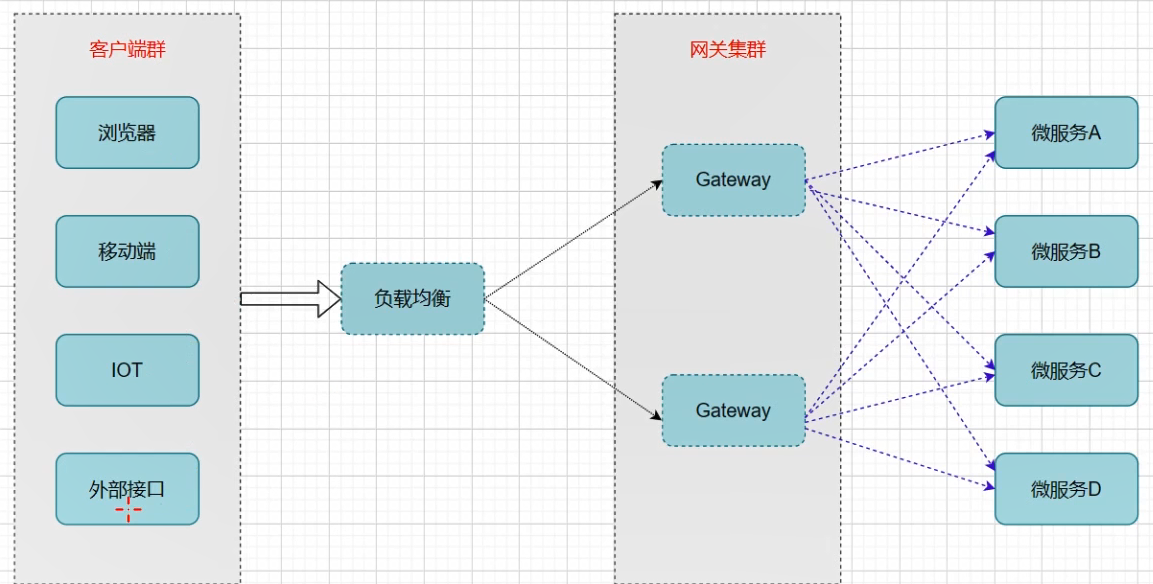 客户端群
浏览器
移动端
IOT
外部接口
负载均衡
网关集群
Gateway
Gateway
微服务A
微服务B
微服务C
微服务D